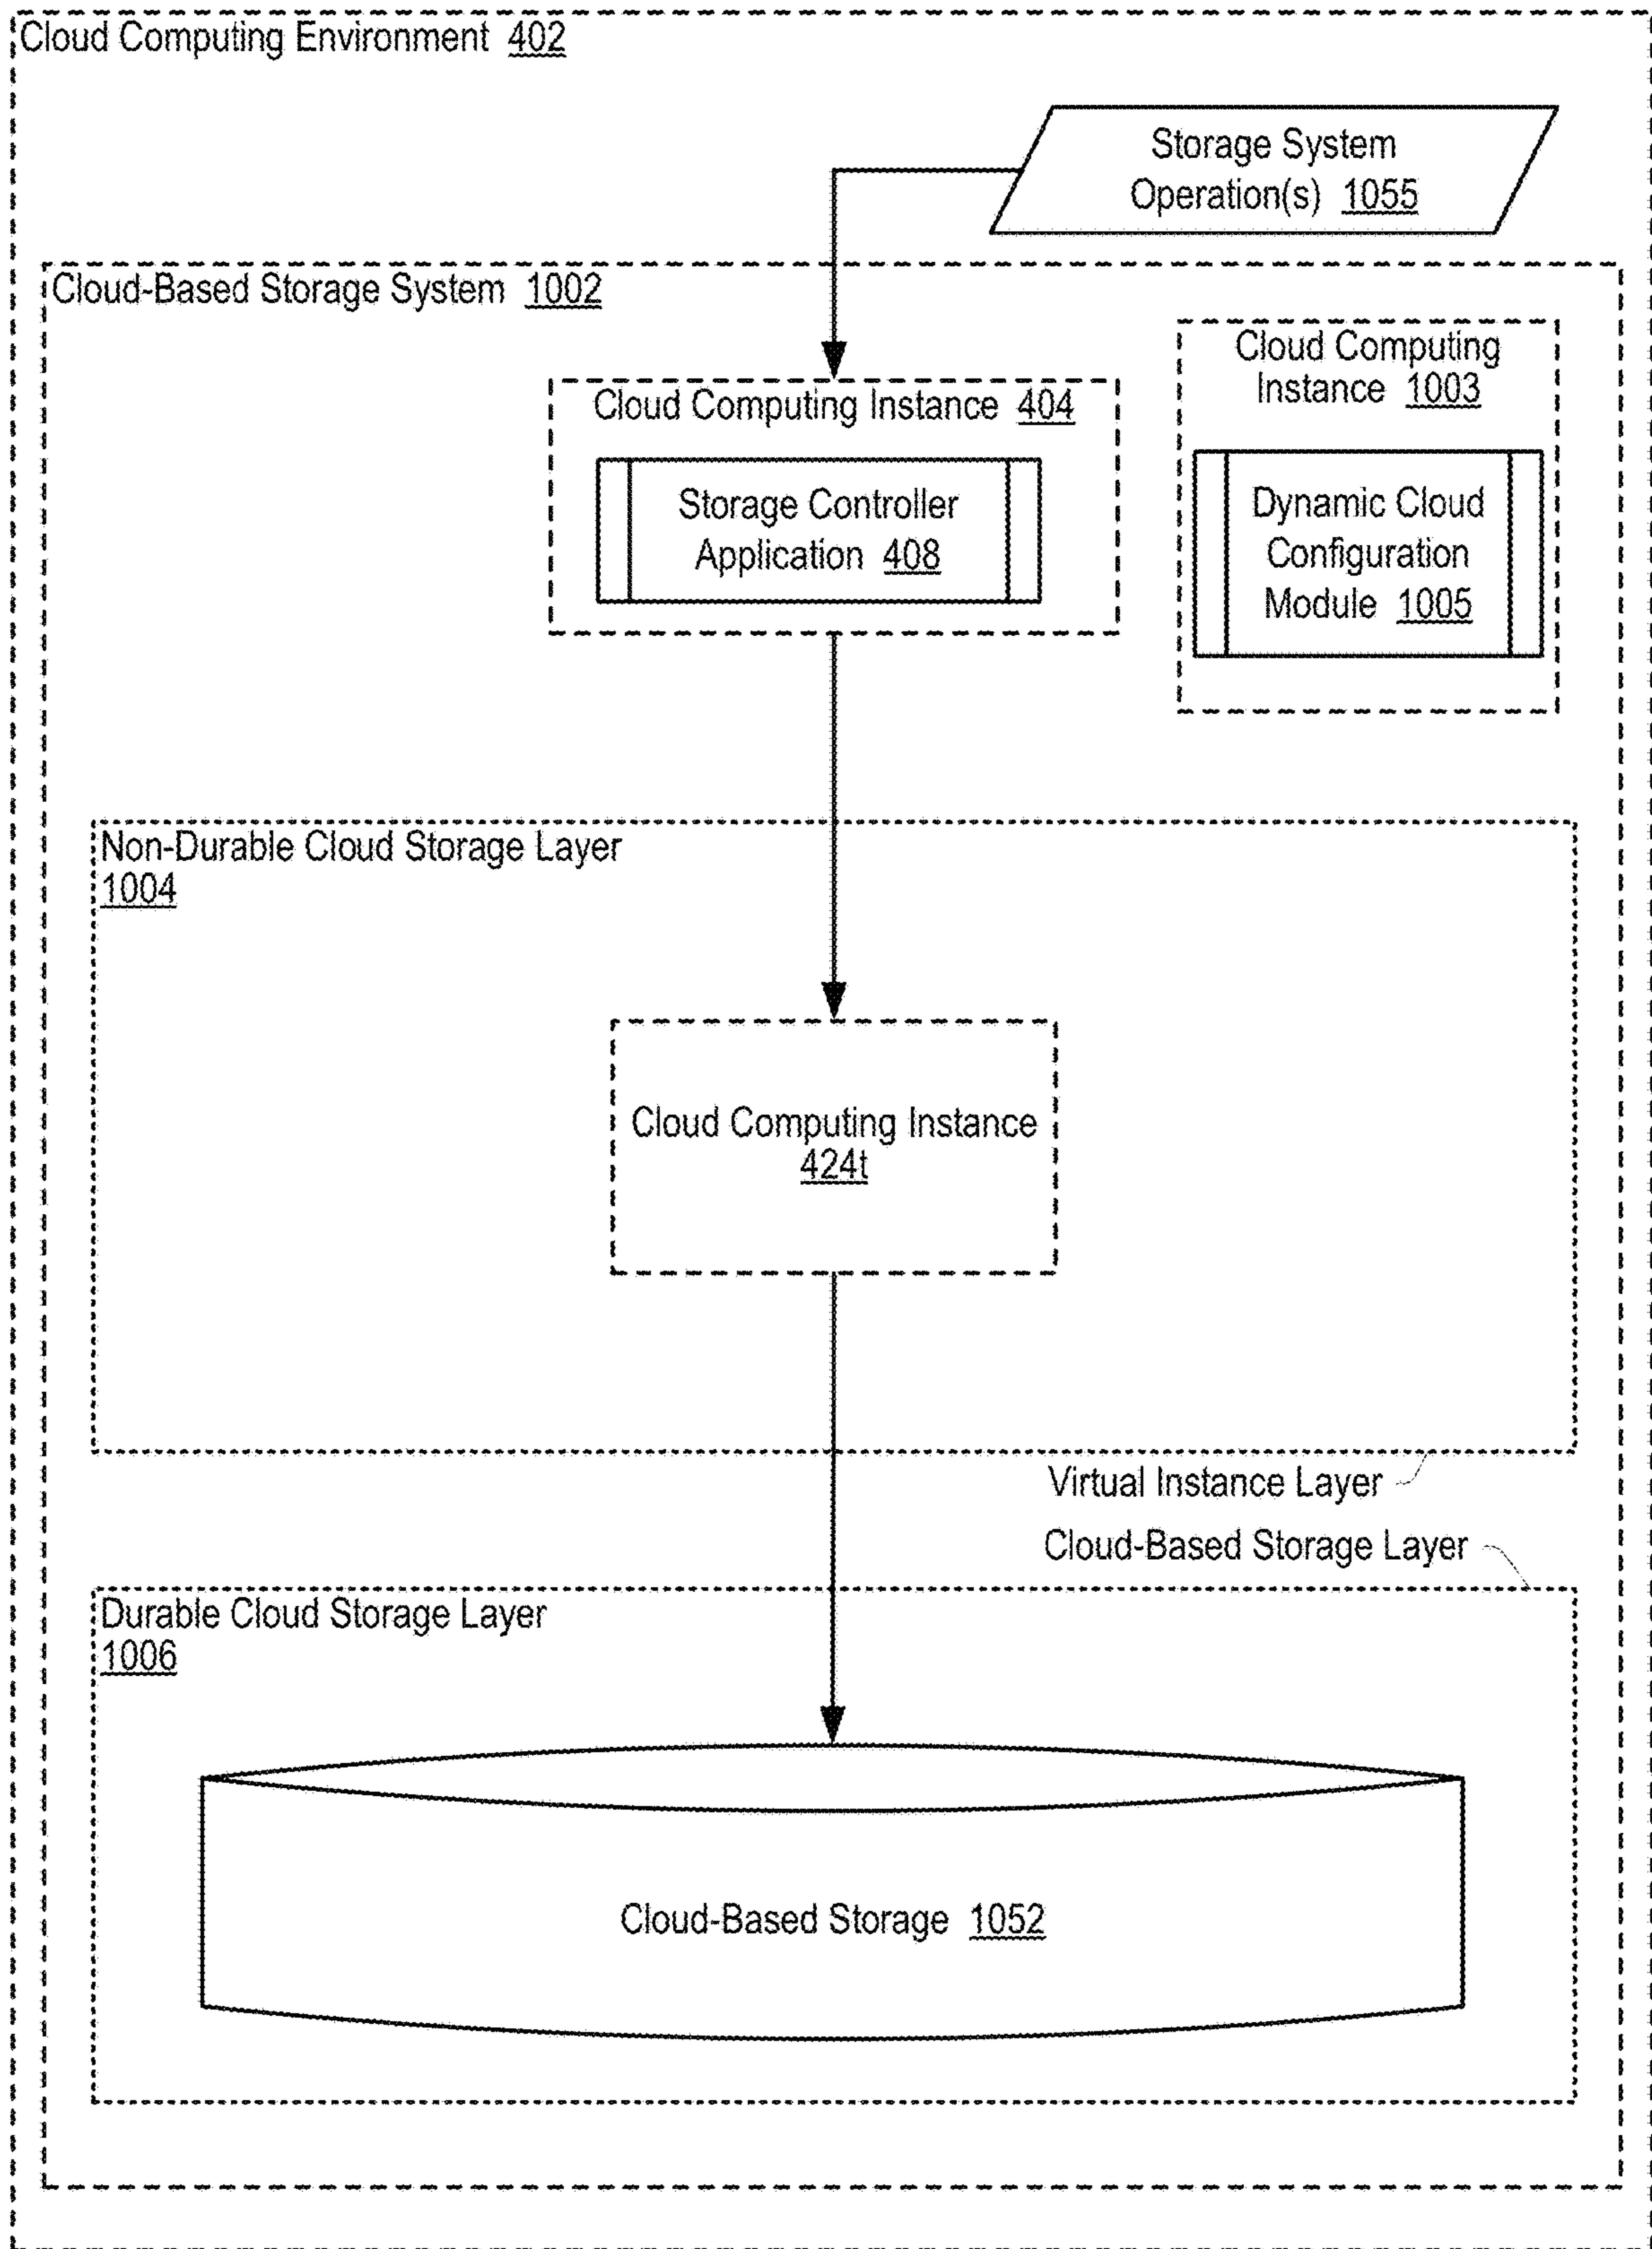 Cloud Computing Environment 402
Storage System
Operation(s) 1055
Cloud-Based Storage System 1002
Cloud Computing
Instance 1003
Cloud Computing Instance 404
Storage Controller
Application 408
Dynamic Cloud
Configuration
Module 1005
Non-Durable Cloud Storage Layer
1004
Cloud Computing Instance
424t
Virtual Instance Layer
Cloud-Based Storage Layer
Durable Cloud Storage Layer
1006
Cloud-Based Storage 1052